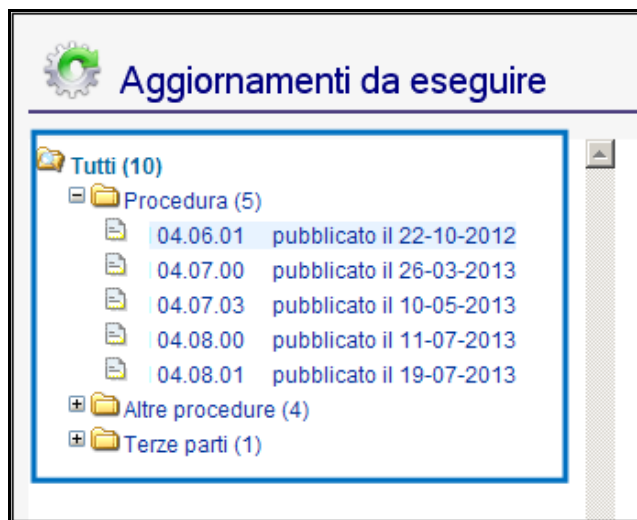 Aggiornamenti da eseguire
Tutti (10)
Procedura (5)
04.06.01 pubblicato il 22-10-2012
04.07.00 pubblicato il 26-03-2013
04.07.03 pubblicato il 10-05-2013
04.08.00 pubblicato il 11-07-2013
04.08.01 pubblicato il 19-07-2013
Altre procedure (4)
Terze parti (1)